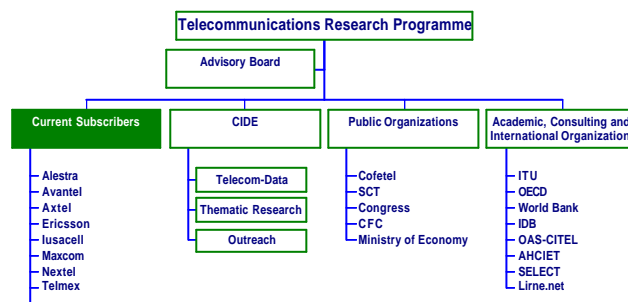 Telecommunications Research Programme
Advisory Board
Current Subscribers
CIDE
Public Organizations
Academic, Consulting and
International Organization
Alestra
Avantel
Axtel
Ericsson
Iusacell
Maxcom
Nextel
Telmex
Telecom-Data
Thematic Research
Outreach
Cofetel
SCT
Congress
CFC
Ministry of Economy
ITU
OECD
World Bank
IDB
OAS-CITEL
AHCIET
SELECT
Lirne.net